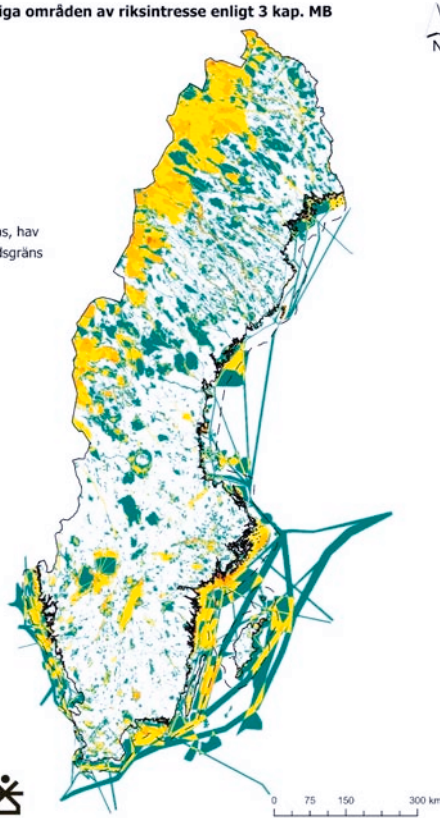 iga områden av riksintresse enligt 3 kap. MB
N
s, hav
dsgräns
0 75 150 300 km